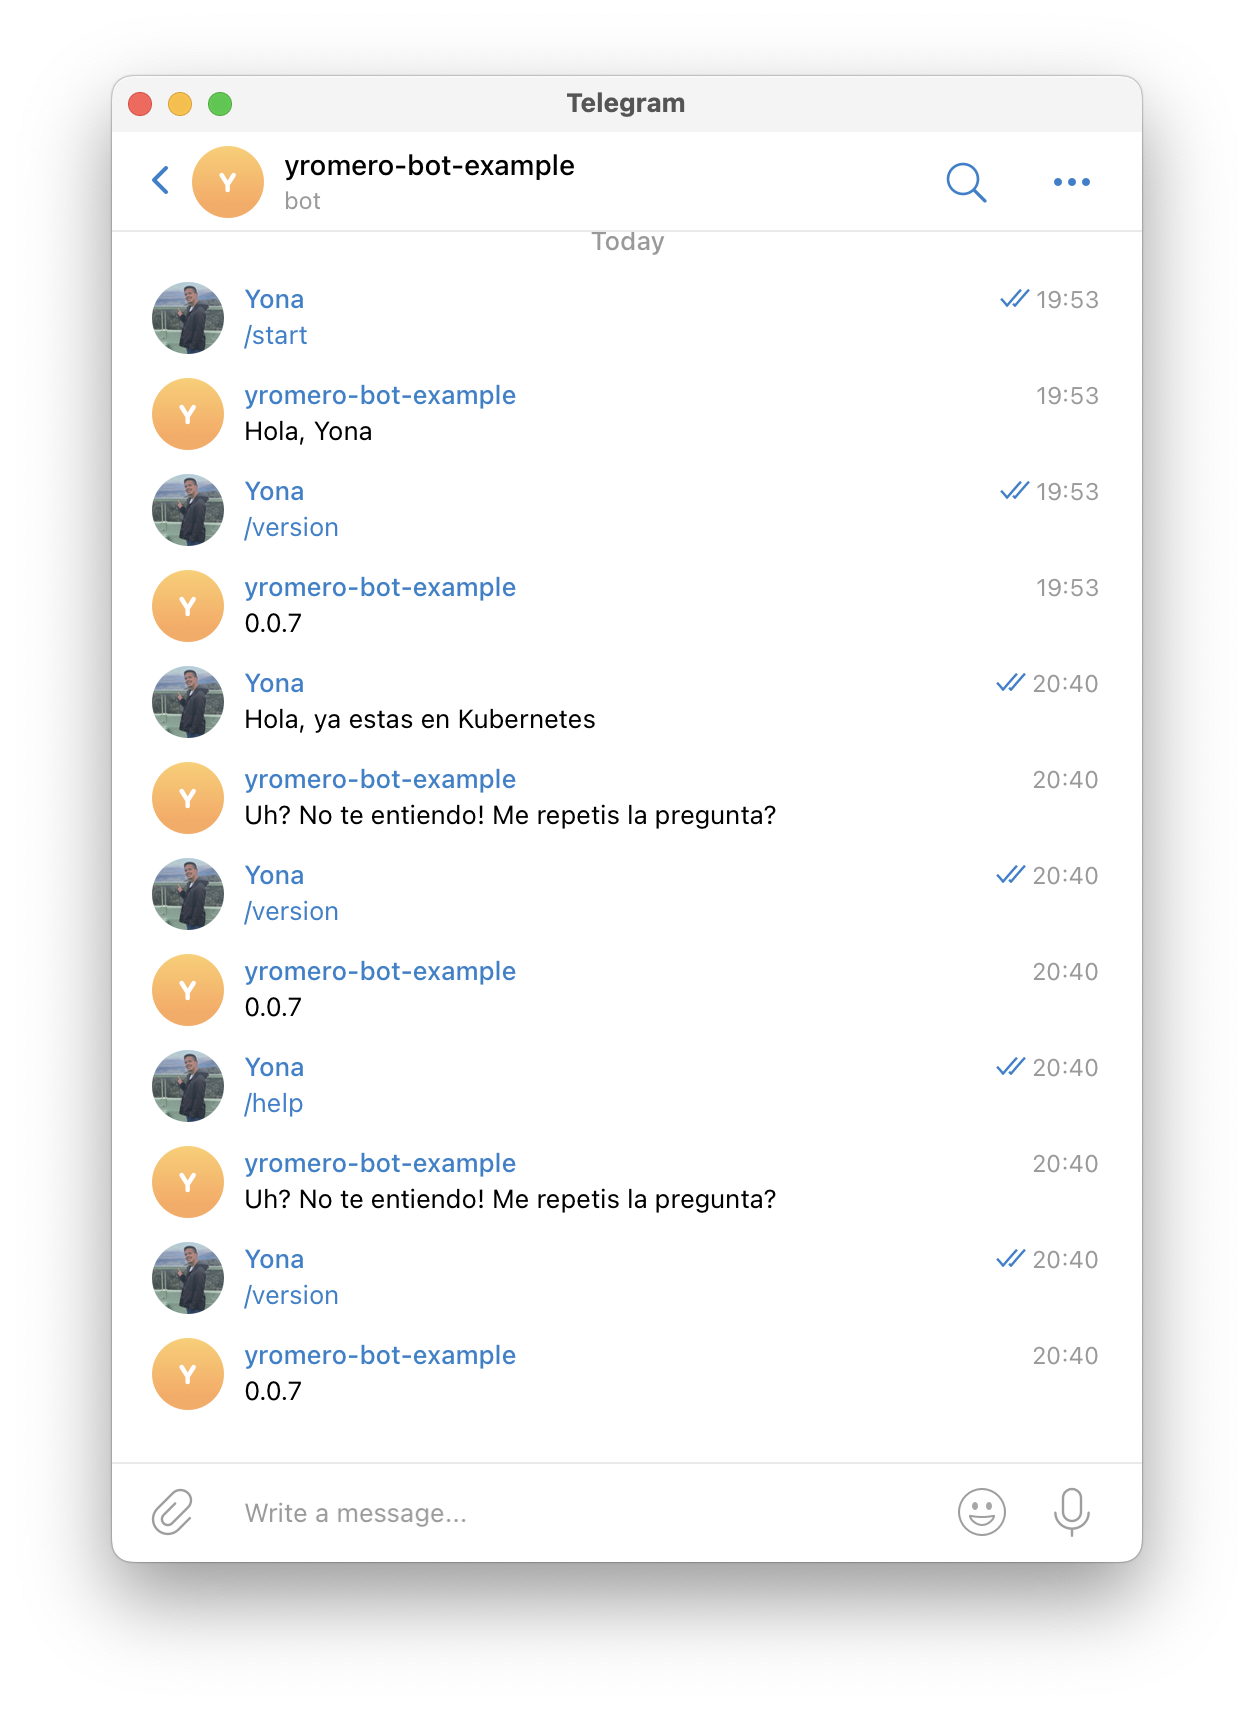 Telegram
Y
yromero-bot-example
bot
Today
Yona
19:53
/start
Y
yromero-bot-example
19:53
Hola, Yona
Yona
19:53
/version
Y
yromero-bot-example
19:53
0.0.7
Yona
20:40
Hola, ya estas en Kubernetes
Y
yromero-bot-example
20:40
Uh? No te entiendo! Me repetis la pregunta?
Yona
20:40
/version
Y
yromero-bot-example
20:40
0.0.7
Yona
20:40
/help
Y
yromero-bot-example
20:40
Uh? No te entiendo! Me repetis la pregunta?
Yona
20:40
/version
Y
yromero-bot-example
20:40
0.0.7
Write a message...